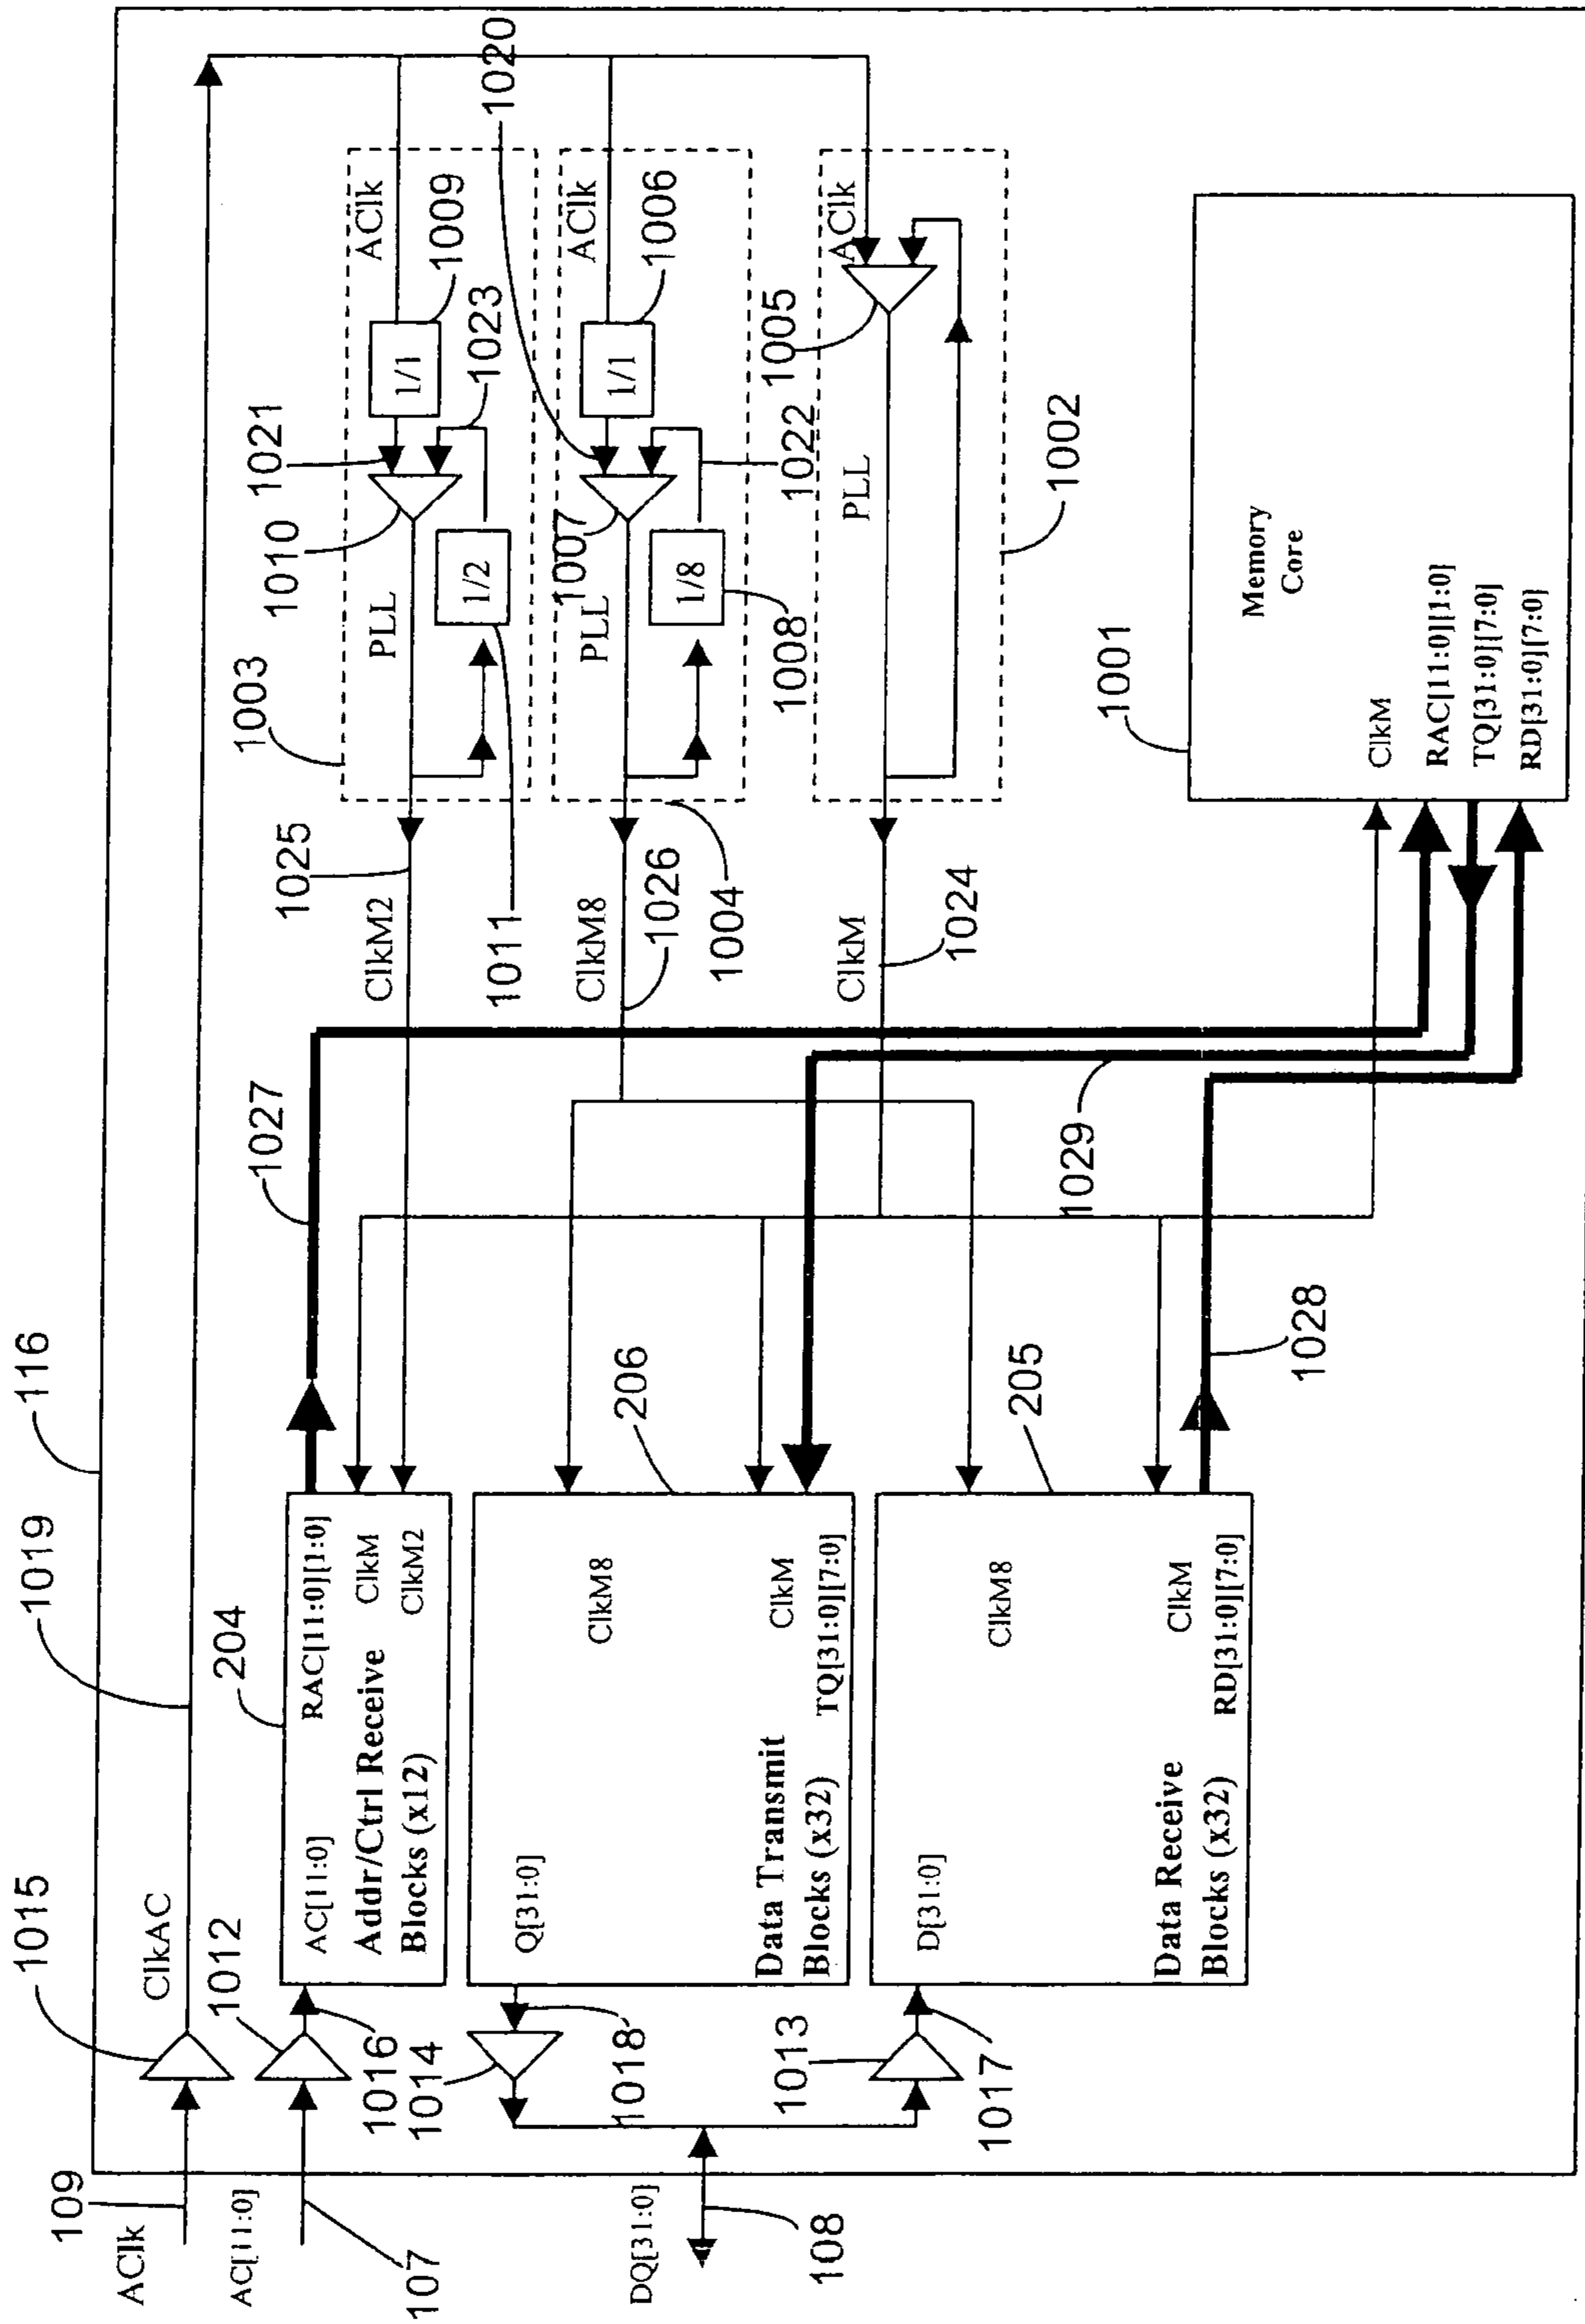 116
1019
1015
ClkAC
109
AClk
1012
AC[11:0]
107
1016
204
AC[11:0]
RAC[11:0][1:0]
Addr/Ctrl Receive
Blocks (x12)
ClkM
ClkM2
1027
1025
ClkM2
1003
PLL
1010
1021
1/2
1011
1/1
1009
1023
AClk
1020
1014
1018
Q[31:0]
ClkM8
206
Data Transmit
Blocks (x32)
ClkM
TQ[31:0][7:0]
ClkM8
1026
1004
PLL
1007
1/8
1008
1022
1/1
1006
AClk
DQ[31:0]
108
1013
1017
D[31:0]
ClkM8
205
Data Receive
Blocks (x32)
ClkM
RD[31:0][7:0]
1028
1029
ClkM
1024
PLL
1005
AClk
1002
1001
Memory
Core
ClkM
RAC[11:0][1:0]
TQ[31:0][7:0]
RD[31:0][7:0]